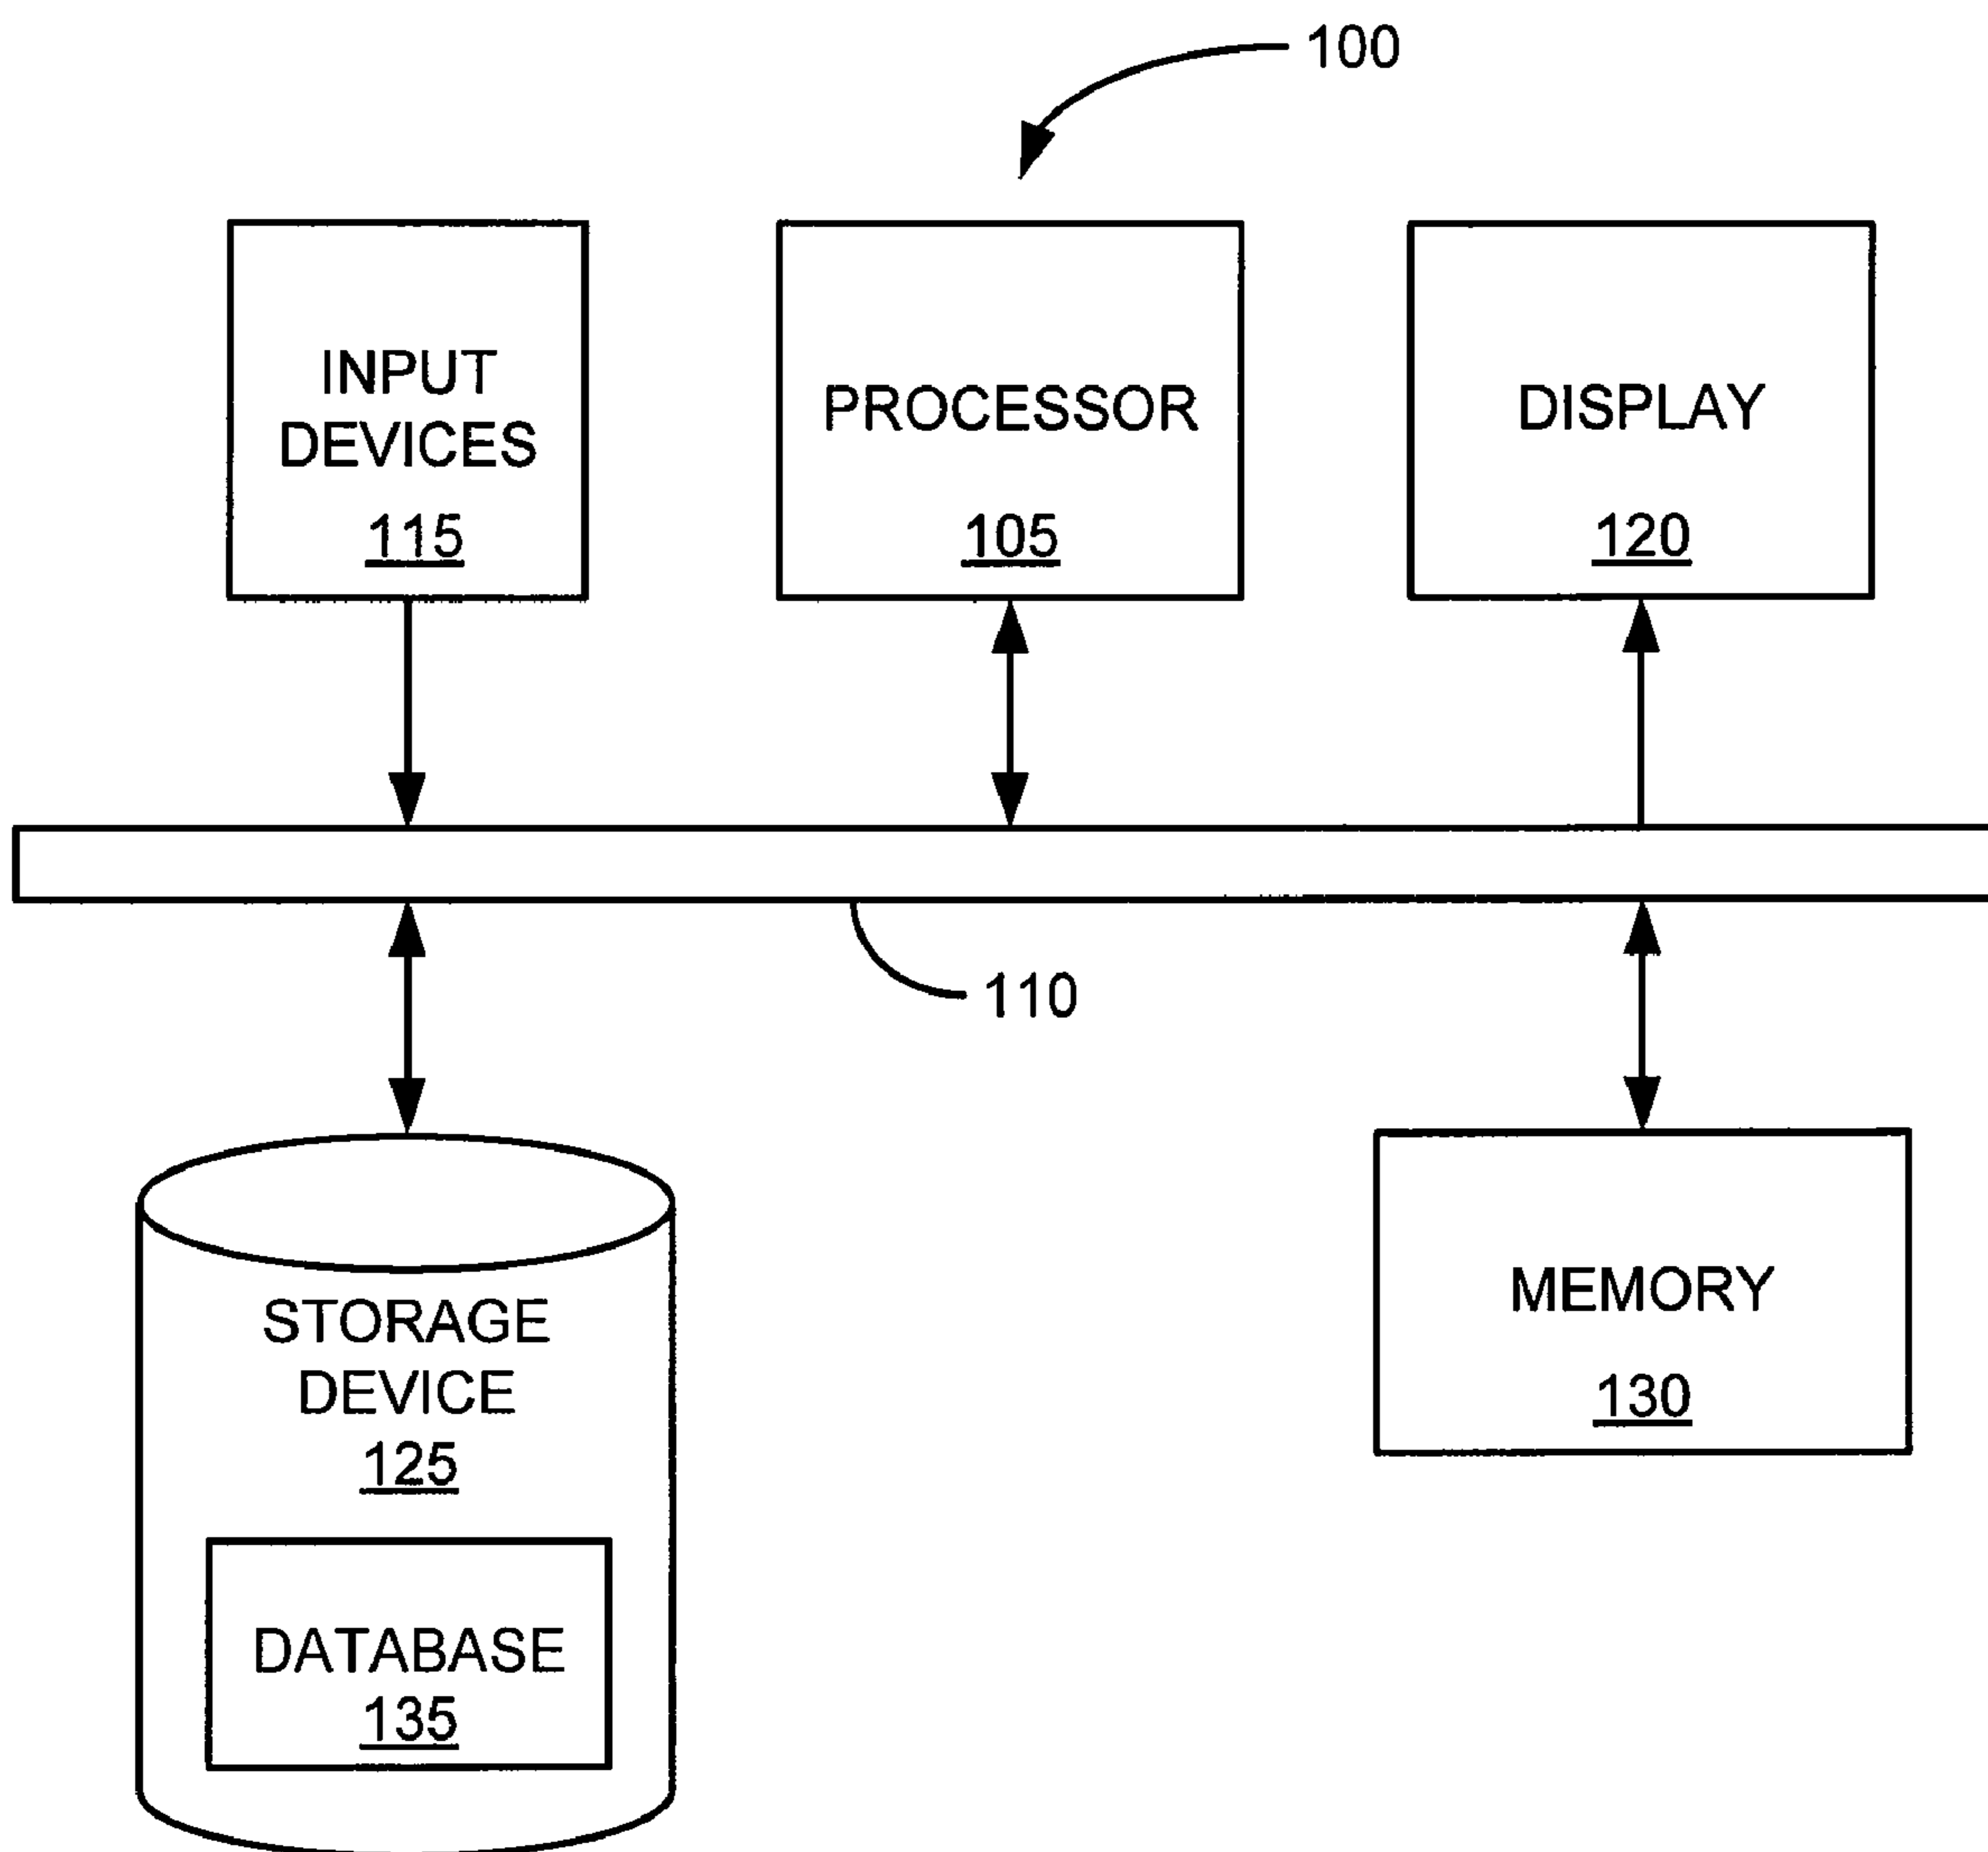 100
INPUT
DEVICES
115
PROCESSOR
105
DISPLAY
120
110
STORAGE
DEVICE
125
MEMORY
130
DATABASE
135